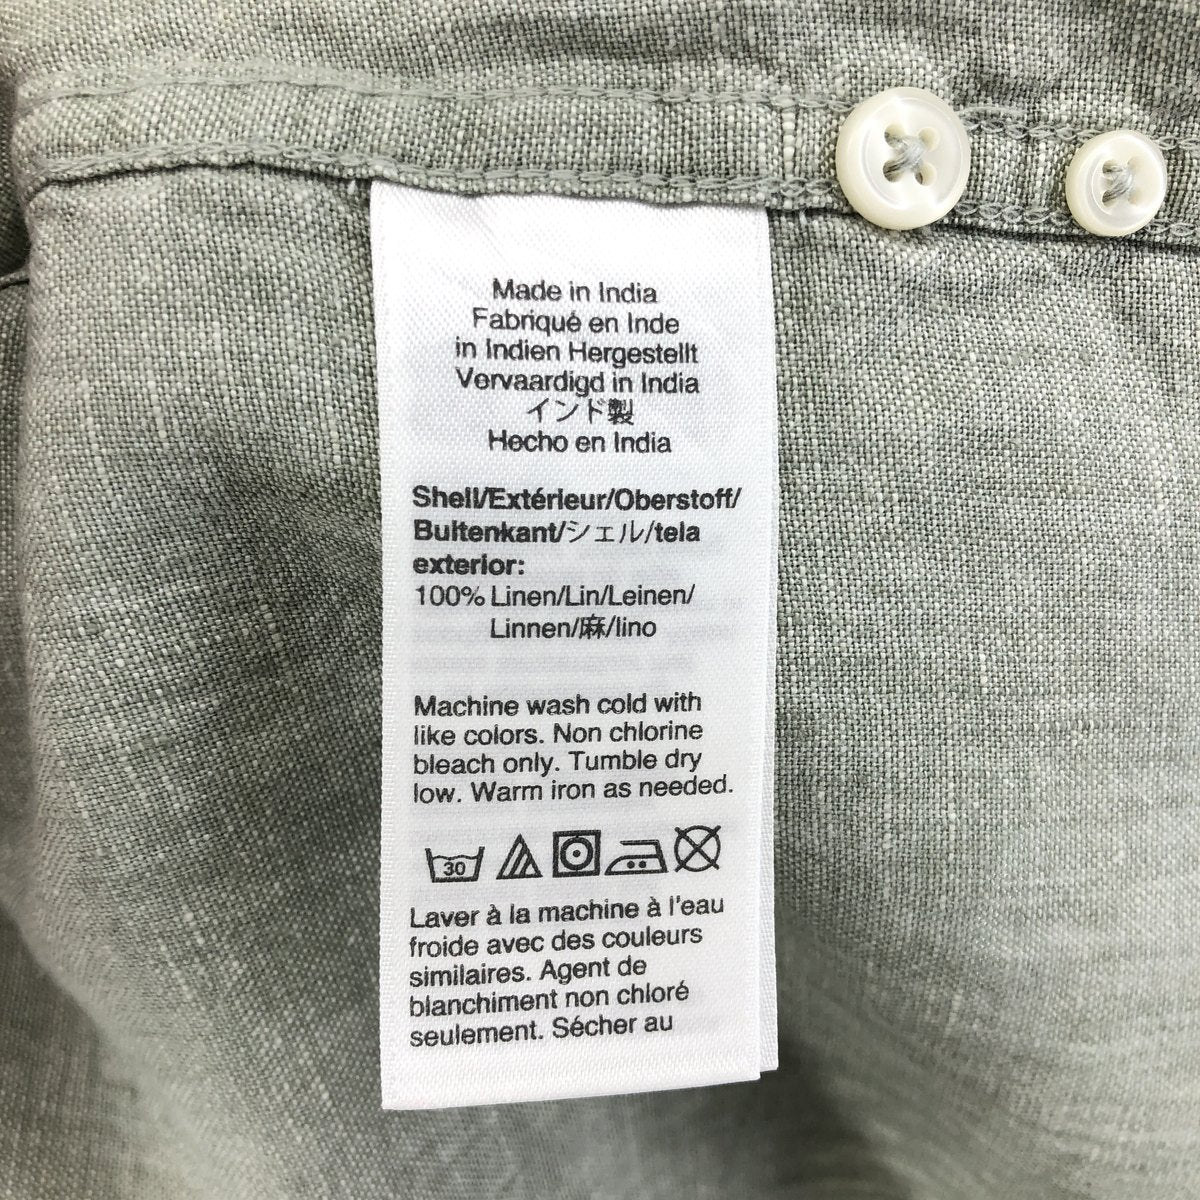 Made in India
Fabriqué en Inde
in Indien Hergestellt
Vervaardigd in India
インド製
Hecho en India
Shell/Extérieur/Oberstoff/
Buitenkant/シェル/tela
exterior:
100% Linen/Lin/Leinen/
Linnen/麻/lino
Machine wash cold with
like colors. Non chlorine
bleach only. Tumble dry
low. Warm iron as needed.
30
Laver à la machine à l'eau
froide avec des couleurs
similaires. Agent de
blanchiment non chloré
seulement. Sécher au